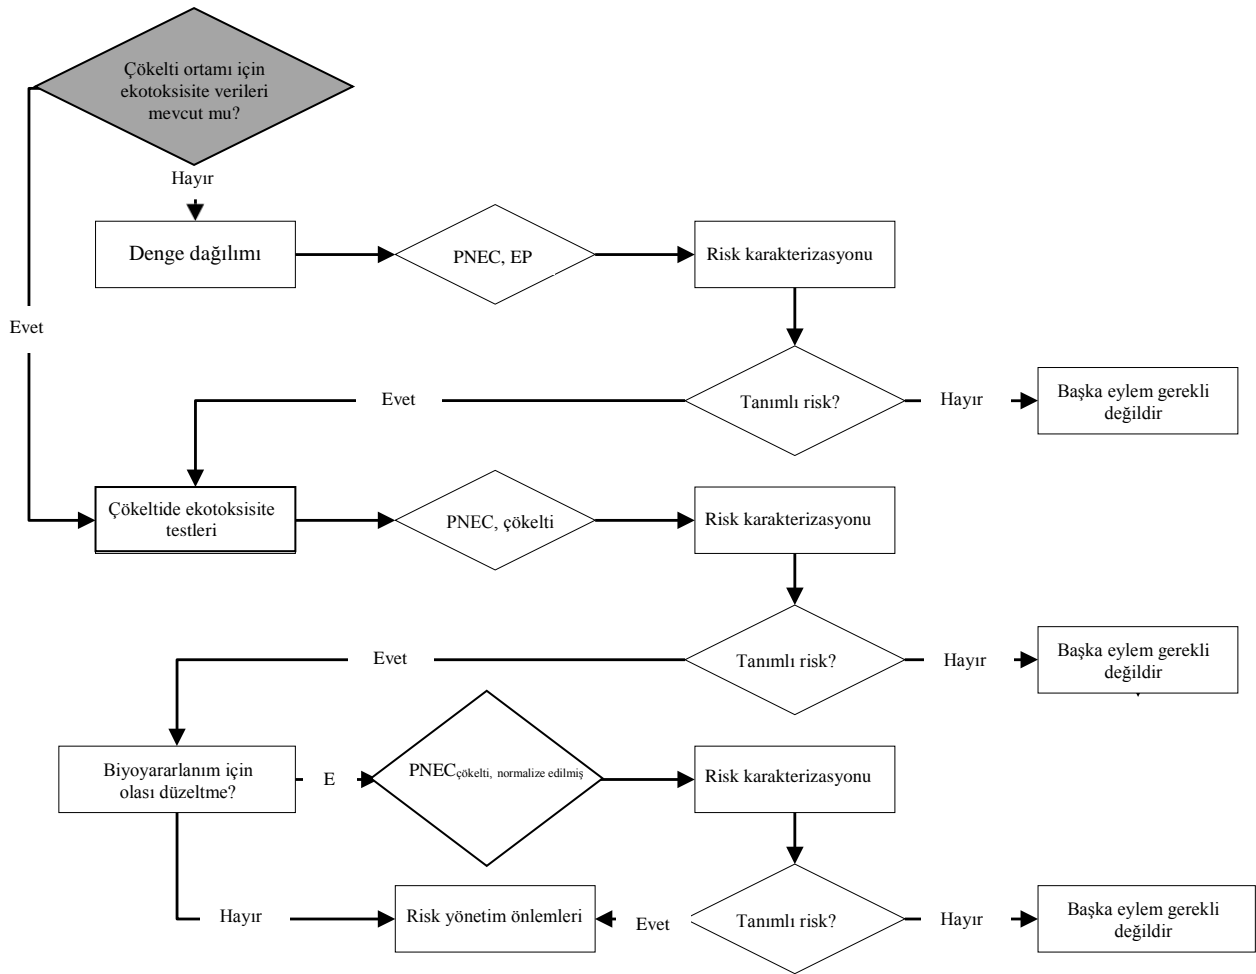 Çökelti ortamı için
ekotoksisite verileri
mevcut mu?
Hayır
Denge dağılımı
PNEC, EP
Risk karakterizasyonu
Evet
Evet
Tanımlı risk?
Hayır
Başka eylem gerekli
değildir
Çökeltide ekotoksisite
testleri
PNEC, çökelti
Risk karakterizasyonu
Evet
Tanımlı risk?
Hayır
Başka eylem gerekli
değildir
Biyoyararlanım için
olası düzeltme?
E
PNECçökelti, normalize edilmiş
Risk karakterizasyonu
Hayır
Risk yönetim önlemleri
Evet
Tanımlı risk?
Hayır
Başka eylem gerekli
değildir